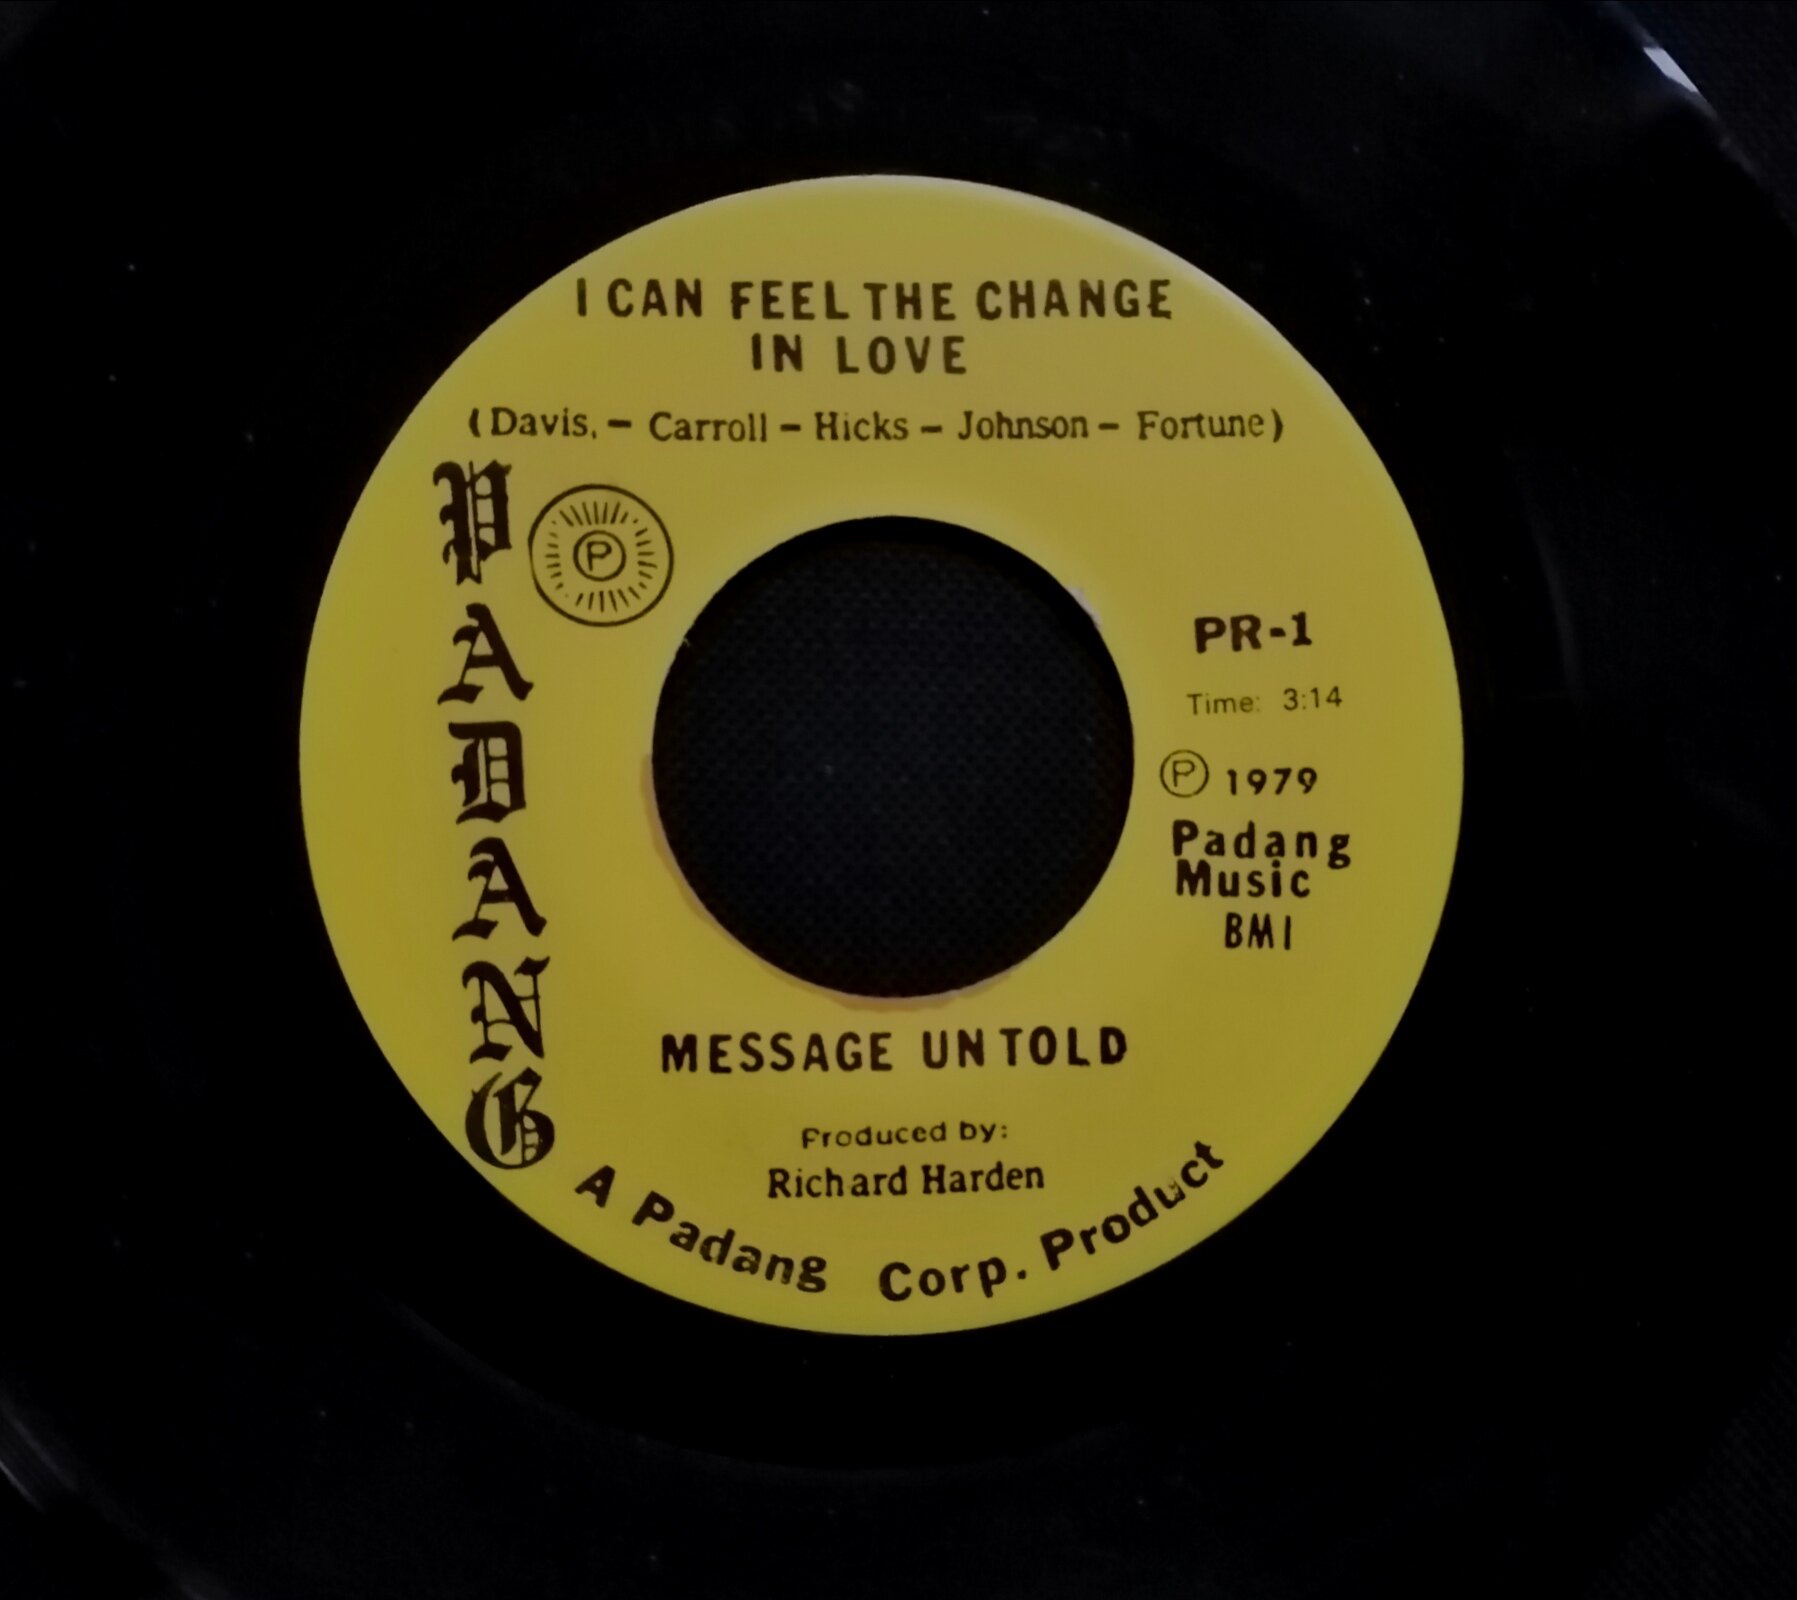 I CAN FEEL THE CHANGE
IN LOVE
(Davis, - Carroll - Hicks - Johnson - Fortune)
PADANG
Ⓟ
PR-1
Time: 3:14
Ⓟ 1979
Padang
Music
BMI
MESSAGE UNTOLD
Produced by:
Richard Harden
A Padang Corp. Product